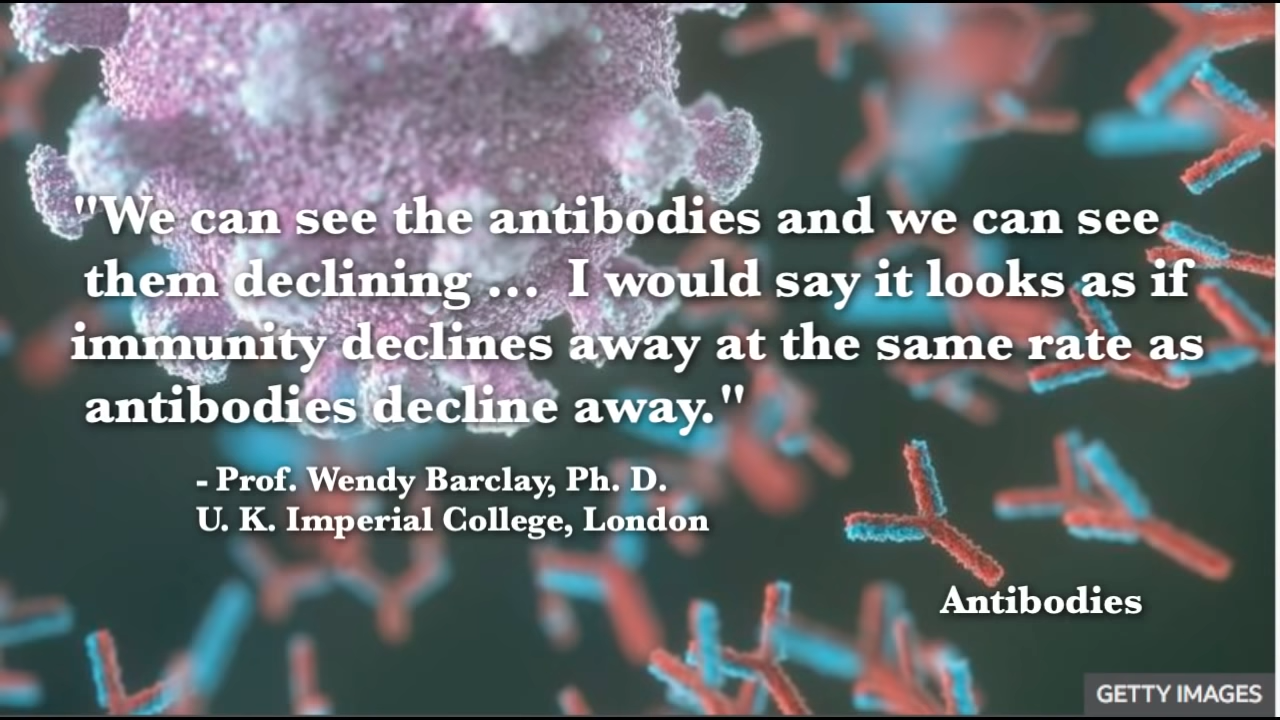 "We can see the antibodies and we can see
them declining ... I would say it looks as if
immunity declines away at the same rate as
antibodies decline away."
- Prof. Wendy Barclay, Ph. D.
U. K. Imperial College, London
Antibodies
GETTY IMAGES